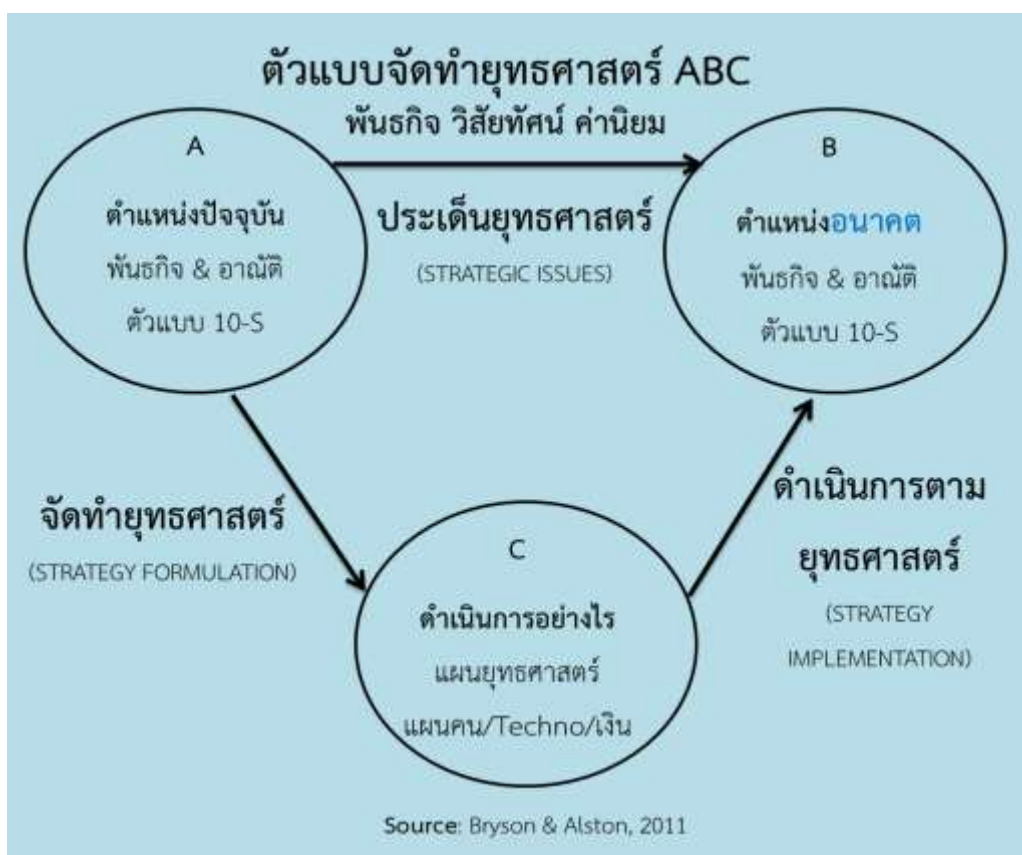 ตัวแบบจัดทำยุทธศาสตร์ ABC
พันธกิจ วิสัยทัศน์ ค่านิยม
A
ตำแหน่งปัจจุบัน
พันธกิจ & อาณัติ
ตัวแบบ 10-S
ประเด็นยุทธศาสตร์
(STRATEGIC ISSUES)
B
ตำแหน่งอนาคต
พันธกิจ & อาณัติ
ตัวแบบ 10-S
จัดทำยุทธศาสตร์
(STRATEGY FORMULATION)
C
ดำเนินการอย่างไร
แผนยุทธศาสตร์
แผนคน/Techno/เงิน
ดำเนินการตาม
ยุทธศาสตร์
(STRATEGY
IMPLEMENTATION)
Source: Bryson & Alston, 2011